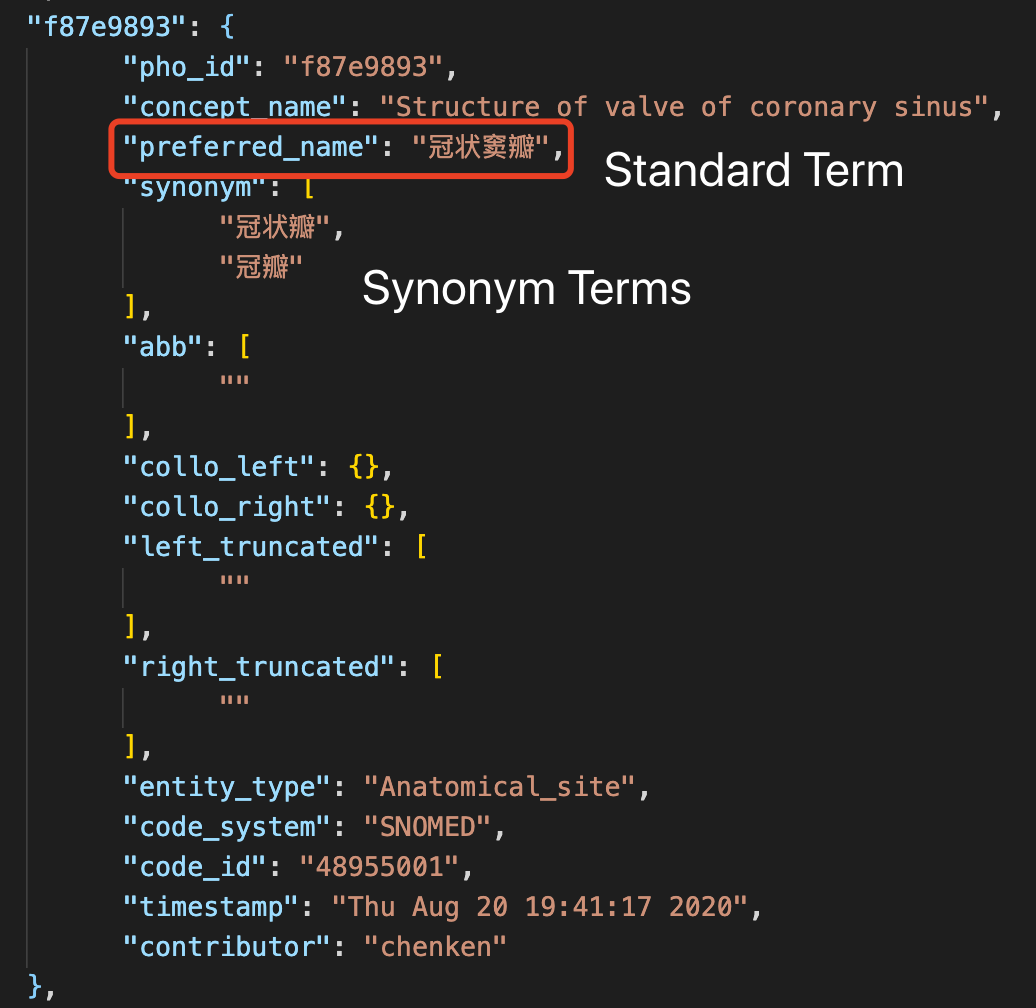 "f87e9893": {
"pho_id": "f87e9893",
"concept_name": "Structure of valve of coronary sinus",
"preferred_name": "冠状窦瓣",
Standard Term
"synonym": [
"冠状瓣",
"冠瓣"
Synonym Terms
],
"abb": [
""
],
"collo_left": {},
"collo_right": {},
"left_truncated": [
""
],
"right_truncated": [
""
],
"entity_type": "Anatomical_site",
"code_system": "SNOMED",
"code_id": "48955001",
"timestamp": "Thu Aug 20 19:41:17 2020",
"contributor": "chenken"
},